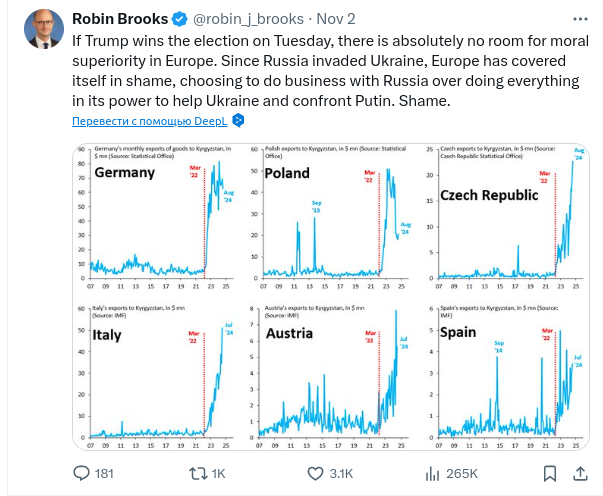 Robin Brooks @robin_j_brooks · Nov 2
If Trump wins the election on Tuesday, there is absolutely no room for moral
superiority in Europe. Since Russia invaded Ukraine, Europe has covered
itself in shame, choosing to do business with Russia over doing everything
in its power to help Ukraine and confront Putin. Shame.
Перевести с помощью DeepL
Germany's monthly exports of goods to Kyrgyzstan, in
$ mn (Source: Statistical Office)
Germany
Mar
'22
Aug
'24
90
80
70
60
50
40
30
20
10
0
07 09 11 13 15 17 19 21 23 25
Polish exports to Kyrgyzstan, in $ mn (Source: Statistical
Office)
Poland
Sep
'13
Mar
'22
Aug
'24
60
50
40
30
20
10
0
07 09 11 13 15 17 19 21 23 25
Czech exports to Kyrgyzstan, in $ mn (Source:
Czech Republic Statistical Office)
Czech Republic
Mar
'22
Aug
'24
25
20
15
10
5
0
07 09 11 13 15 17 19 21 23 25
Italy's exports to Kyrgyzstan, in $ mn
(Source: IMF)
Italy
Mar
'22
Jul
'24
60
50
40
30
20
10
0
07 09 11 13 15 17 19 21 23 25
Austria's exports to Kyrgyzstan, in $ mn
(Source: IMF)
Austria
Mar
'22
Jul
'24
8
7
6
5
4
3
2
1
0
07 09 11 13 15 17 19 21 23 25
Spain's exports to Kyrgyzstan, in $ mn (Source:
IMF)
Spain
Sep
'14
Mar
'22
Jul
'24
6
5
4
3
2
1
0
07 09 11 13 15 17 19 21 23 25
181 1K 3.1K 265K